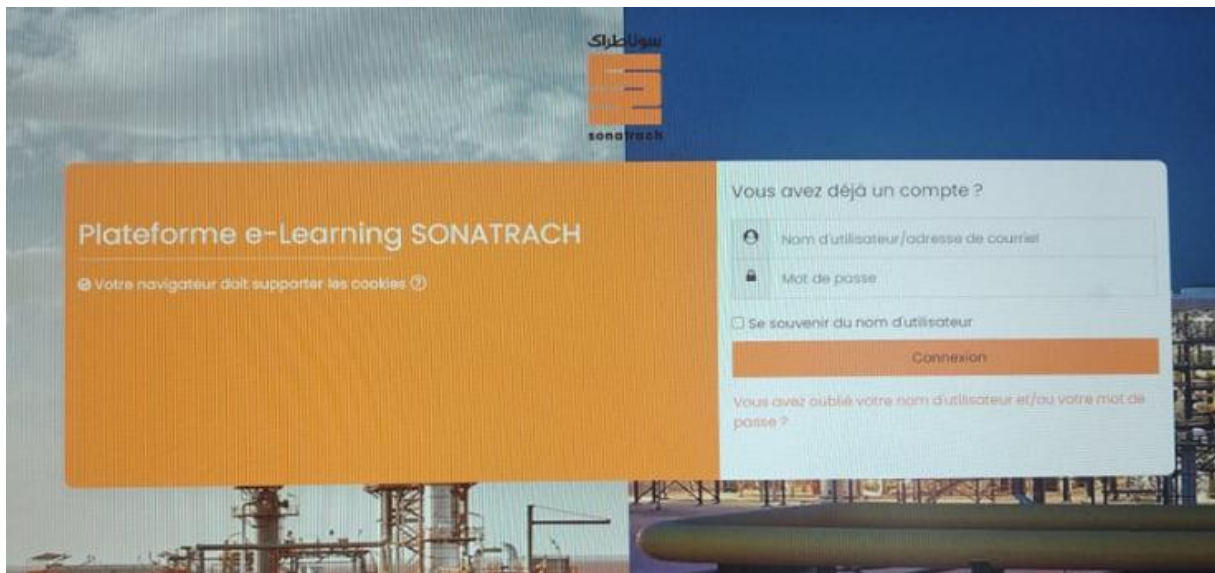 سوناطراك
sonatrach
Plateforme e-Learning SONATRACH
Votre navigateur doit supporter les cookies
Vous avez déjà un compte ?
Nom d'utilisateur/adresse de courriel
Mot de passe
Se souvenir du nom d'utilisateur
Connexion
Vous avez oublié votre nom d'utilisateur et/ou votre mot de
passe ?